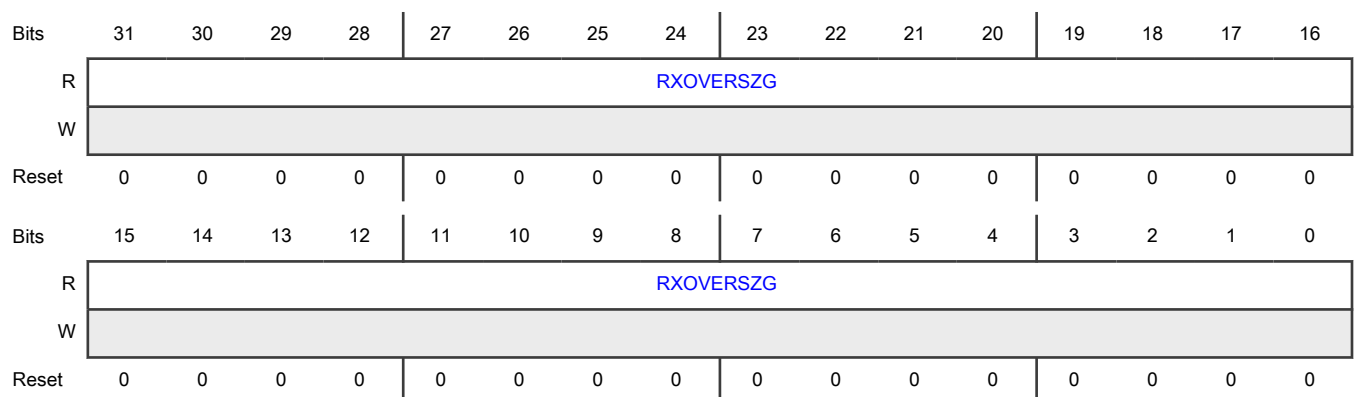 Bits 31 30 29 28 27 26 25 24 23 22 21 20 19 18 17 16
R RXOVERSZG
W
Reset 0 0 0 0 0 0 0 0 0 0 0 0 0 0 0 0
Bits 15 14 13 12 11 10 9 8 7 6 5 4 3 2 1 0
R RXOVERSZG
W
Reset 0 0 0 0 0 0 0 0 0 0 0 0 0 0 0 0